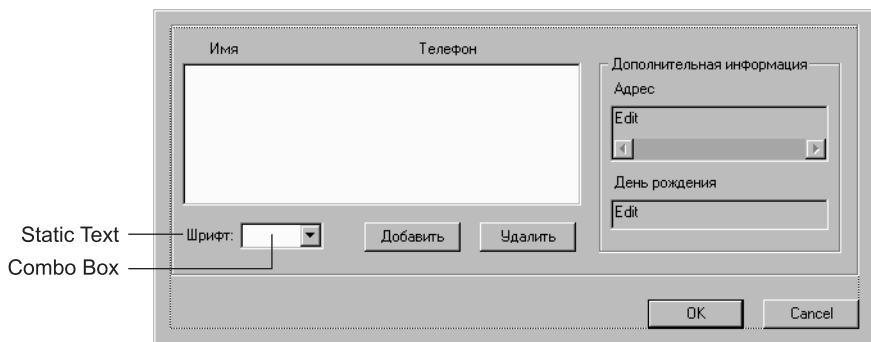 Имя Телефон
Дополнительная информация
Адрес
Edit
День рождения
Edit
Static Text
Шрифт: Добавить Удалить
Combo Box
OK Cancel